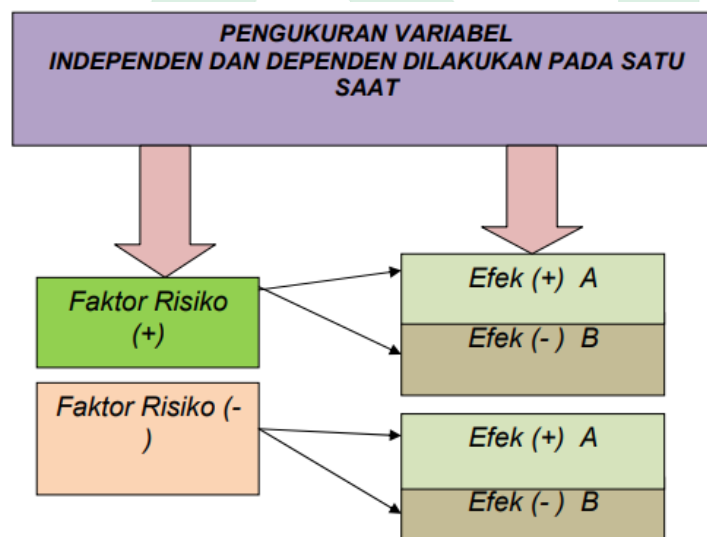 PENGUKURAN VARIABEL
INDEPENDEN DAN DEPENDEN DILAKUKAN PADA SATU
SAAT
Faktor Risiko
(+)
Efek (+) A
Efek (-) B
Faktor Risiko (-
)
Efek (+) A
Efek (-) B